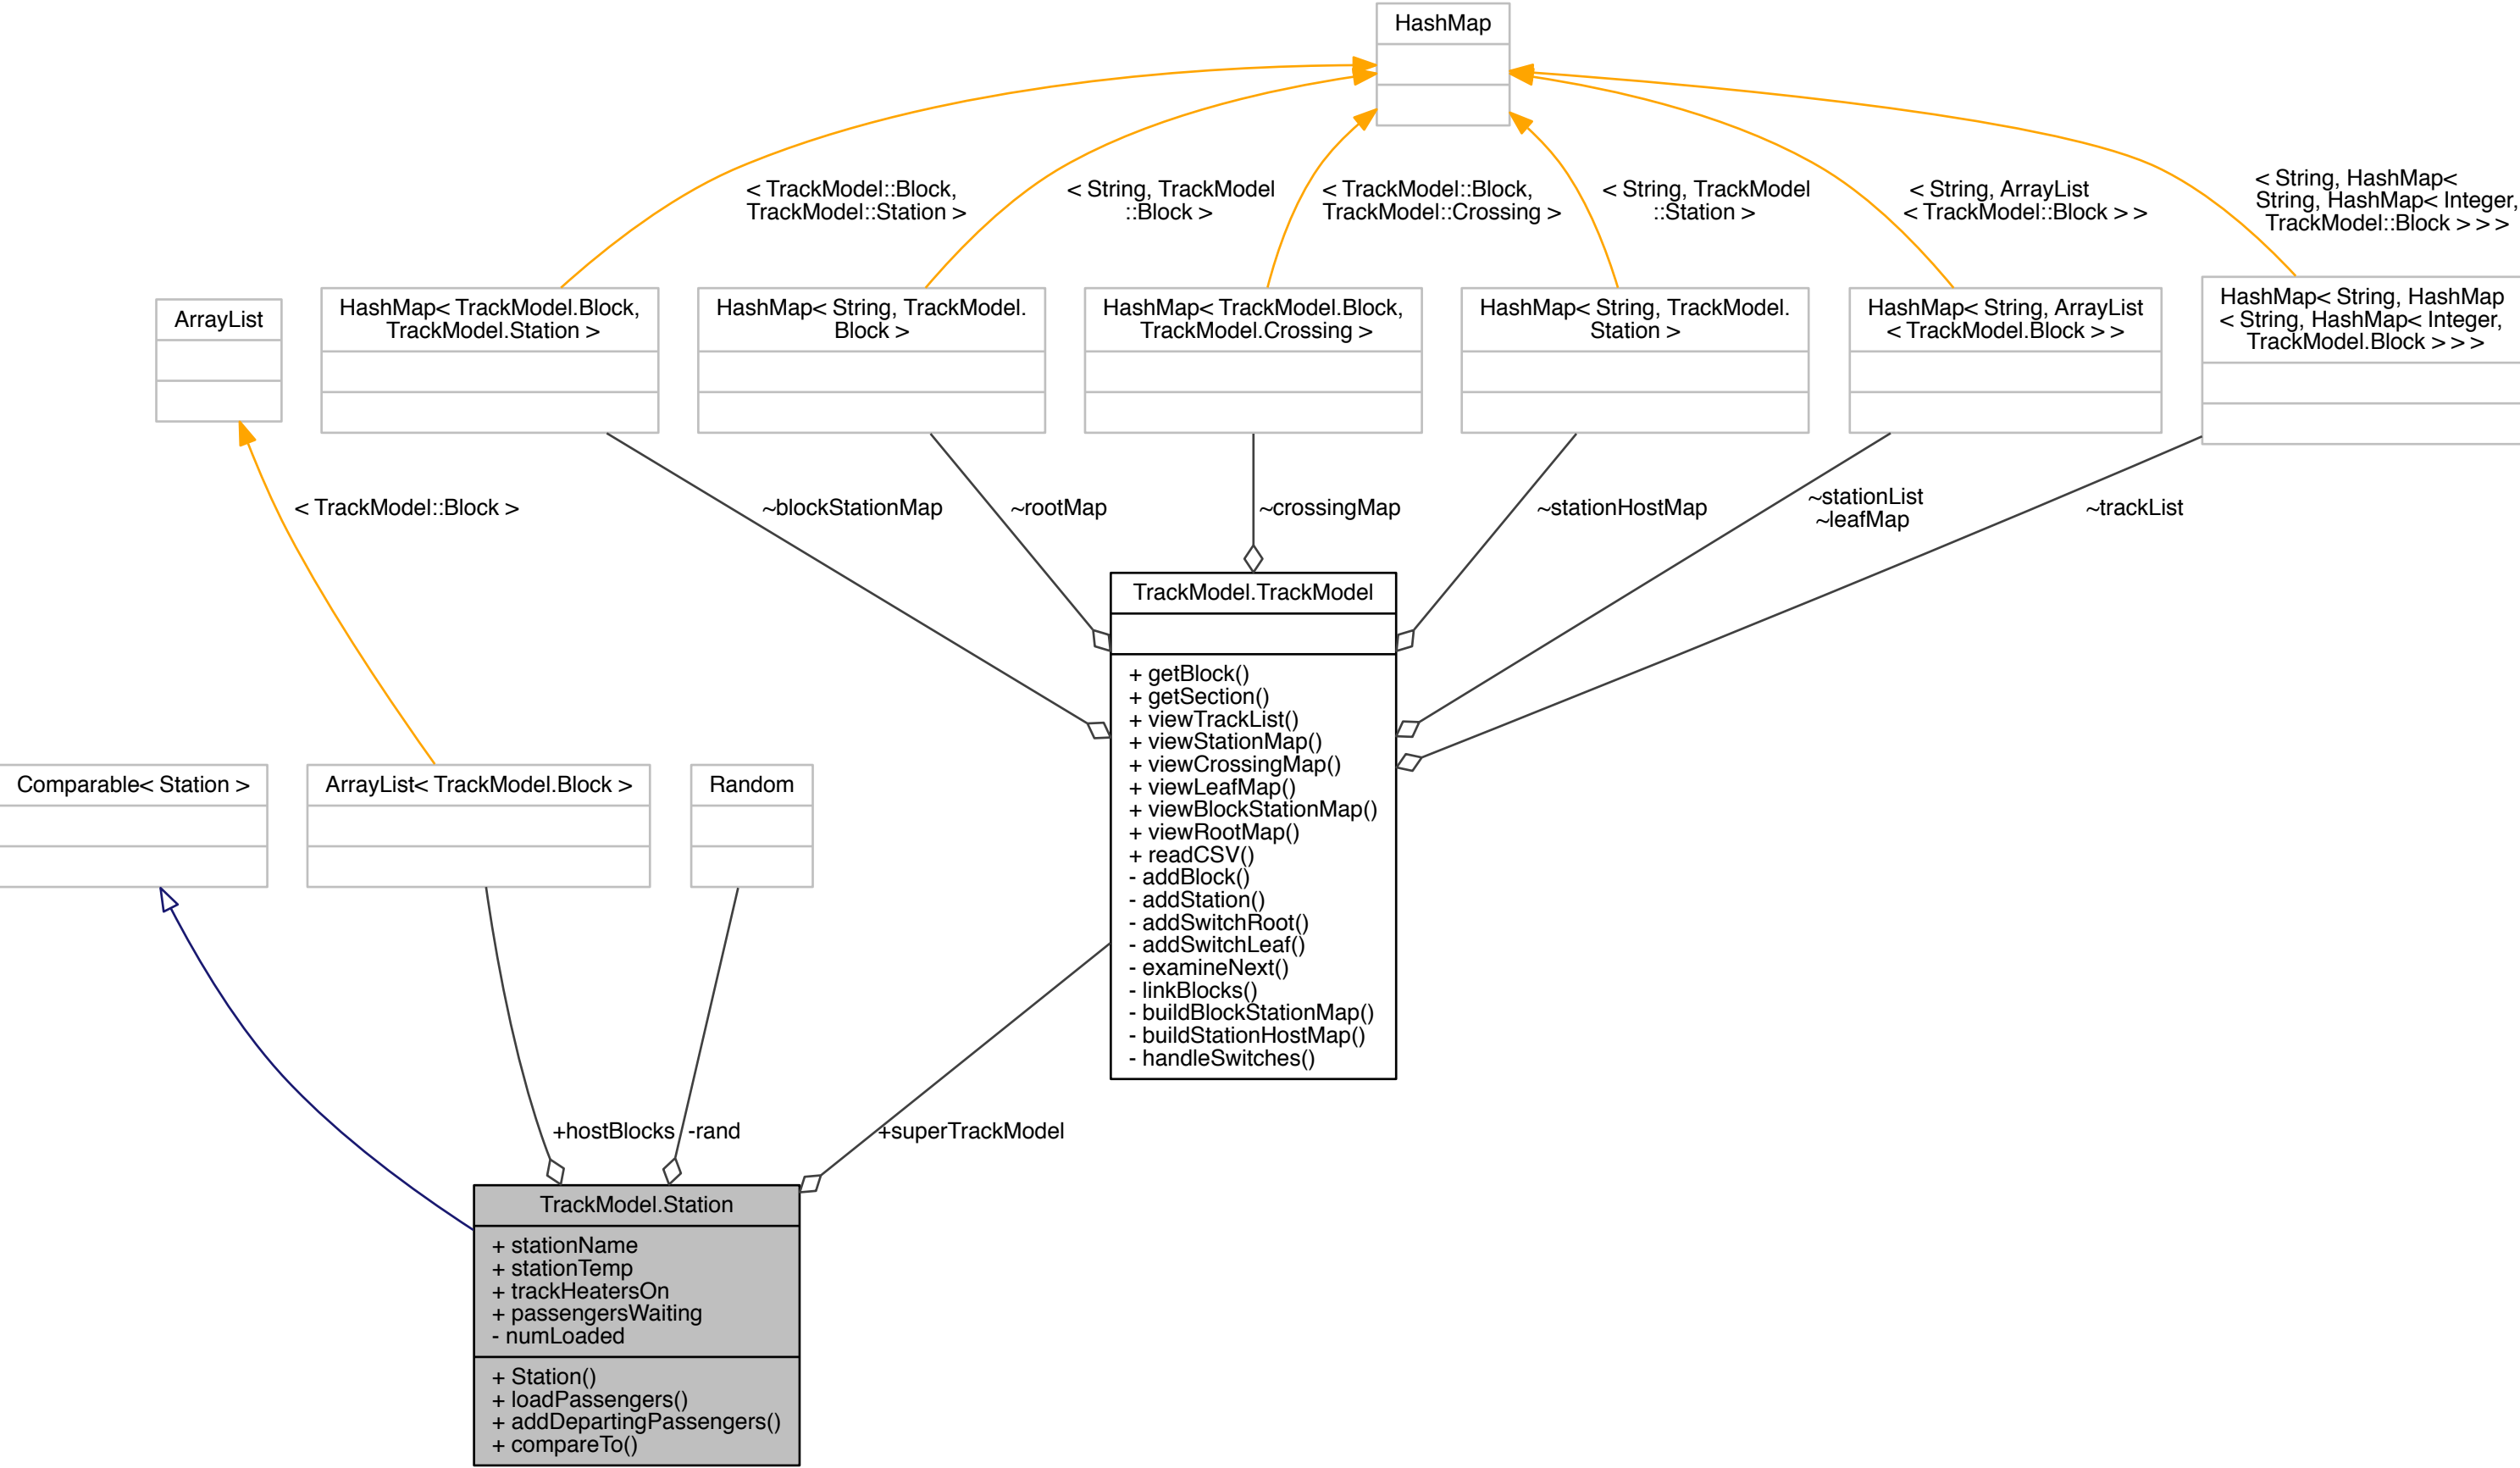 HashMap
< TrackModel::Block,
TrackModel::Station >
< String, TrackModel
::Block >
< TrackModel::Block,
TrackModel::Crossing >
< String, TrackModel
::Station >
< String, ArrayList
< TrackModel::Block > >
< String, HashMap<
String, HashMap< Integer,
TrackModel::Block > > >
ArrayList
HashMap< TrackModel.Block,
TrackModel.Station >
HashMap< String, TrackModel.
Block >
HashMap< TrackModel.Block,
TrackModel.Crossing >
HashMap< String, TrackModel.
Station >
HashMap< String, ArrayList
< TrackModel.Block > >
HashMap< String, HashMap
< String, HashMap< Integer,
TrackModel.Block > > >
< TrackModel::Block >
~blockStationMap
~rootMap
~crossingMap
~stationHostMap
~stationList
~leafMap
~trackList
TrackModel.TrackModel
+ getBlock()
+ getSection()
+ viewTrackList()
+ viewStationMap()
+ viewCrossingMap()
+ viewLeafMap()
+ viewBlockStationMap()
+ viewRootMap()
+ readCSV()
- addBlock()
- addStation()
- addSwitchRoot()
- addSwitchLeaf()
- examineNext()
- linkBlocks()
- buildBlockStationMap()
- buildStationHostMap()
- handleSwitches()
Comparable< Station >
ArrayList< TrackModel.Block >
Random
+hostBlocks
-rand
+superTrackModel
TrackModel.Station
+ stationName
+ stationTemp
+ trackHeatersOn
+ passengersWaiting
- numLoaded
+ Station()
+ loadPassengers()
+ addDepartingPassengers()
+ compareTo()